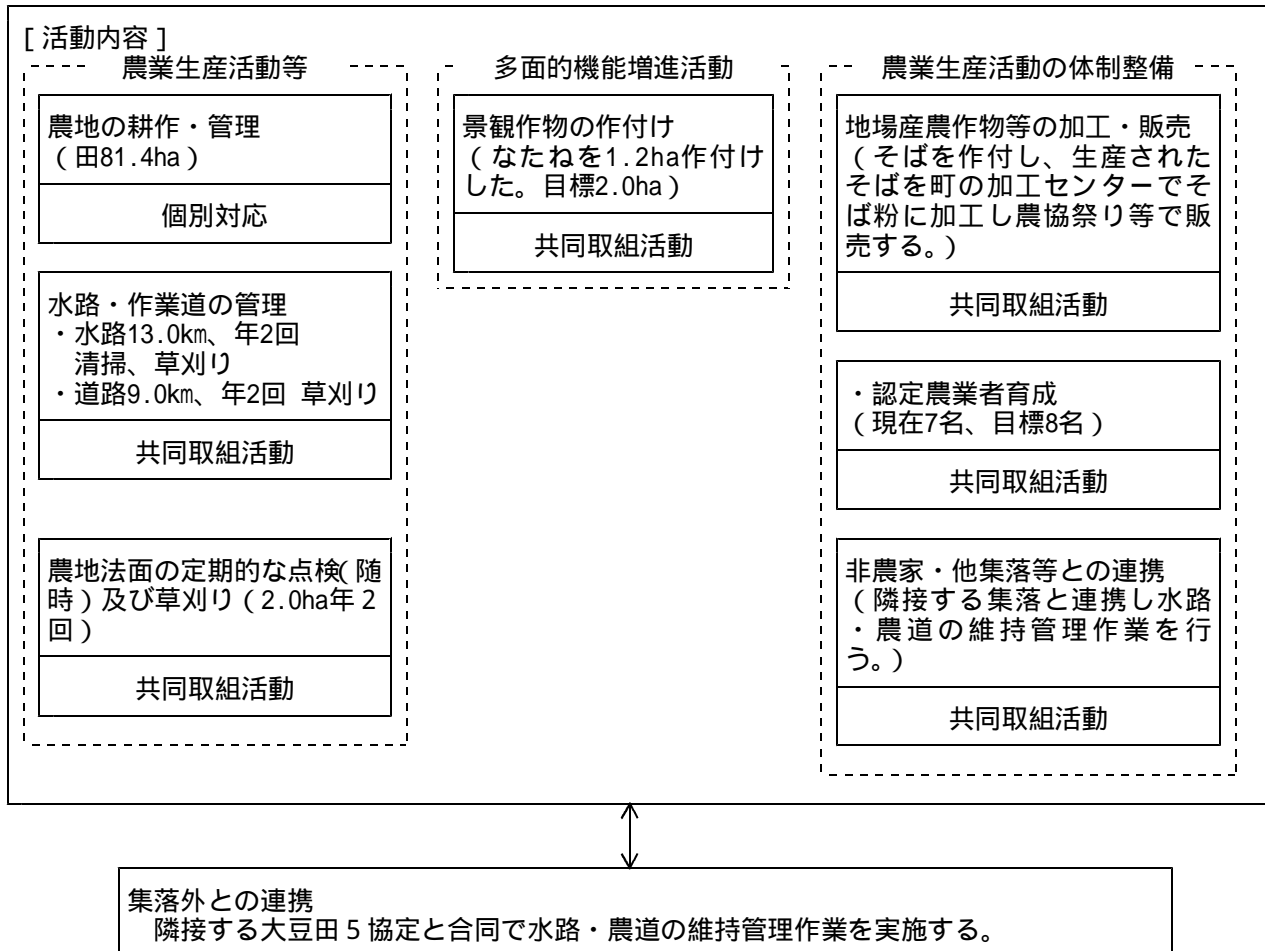 [ 活動内容 ]
農業生産活動等
農地の耕作・管理
（田81.4ha）
個別対応
水路・作業道の管理
・水路13.0km、年2回
清掃、草刈り
・道路9.0km、年2回 草刈り
共同取組活動
農地法面の定期的な点検（随
時）及び草刈り（2.0ha年２
回）
共同取組活動
多面的機能増進活動
景観作物の作付け
（なたねを1.2ha作付け
した。目標2.0ha）
共同取組活動
農業生産活動の体制整備
地場産農作物等の加工・販売
（そばを作付し、生産された
そばを町の加工センターでそ
ば粉に加工し農協祭り等で販
売する。）
共同取組活動
・認定農業者育成
（現在7名、目標8名）
共同取組活動
非農家・他集落等との連携
（隣接する集落と連携し水路
・農道の維持管理作業を行
う。）
共同取組活動
集落外との連携
隣接する大豆田５協定と合同で水路・農道の維持管理作業を実施する。